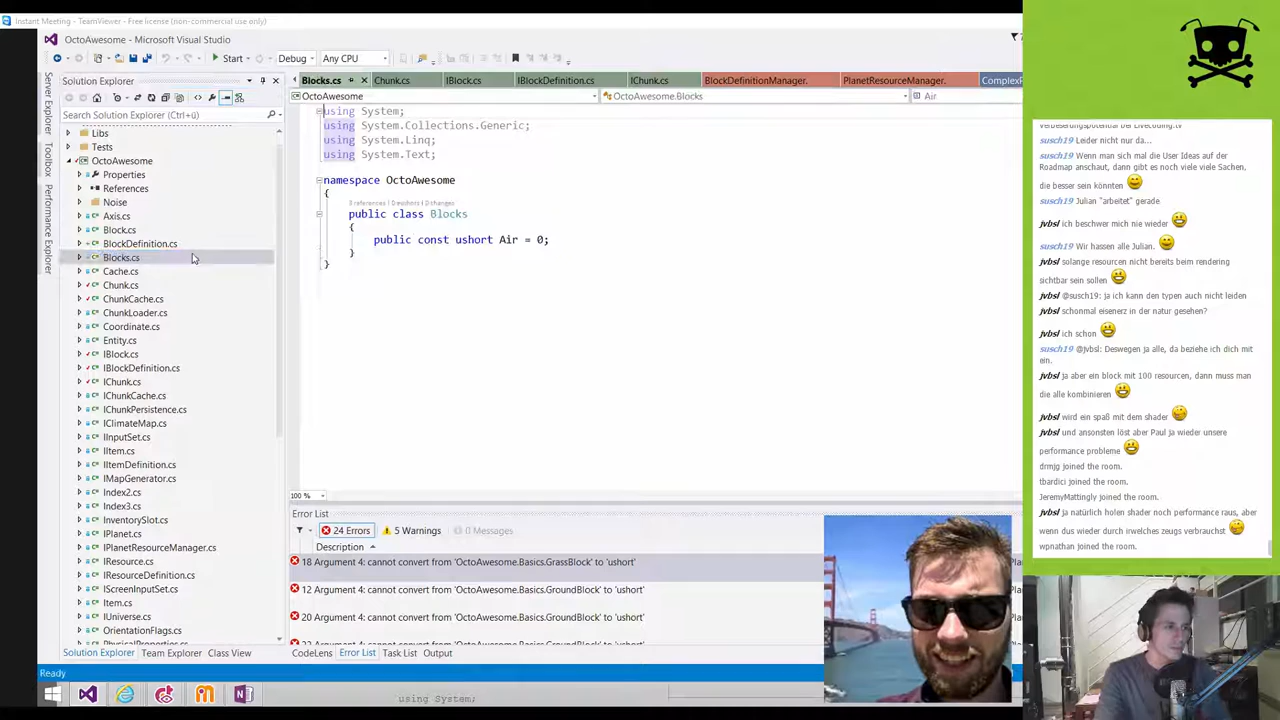 Instant Meeting - TeamViewer - Free license (non-commercial use only)
OctoAwesome - Microsoft Visual Studio
Start
Debug
Any CPU
Server Explorer
Toolbox
Performance Explorer
Solution Explorer
Search Solution Explorer (Ctrl+ü)
Libs
Tests
OctoAwesome
Properties
References
Noise
Axis.cs
Block.cs
BlockDefinition.cs
Blocks.cs
Cache.cs
Chunk.cs
ChunkCache.cs
ChunkLoader.cs
Coordinate.cs
Entity.cs
IBlock.cs
IBlockDefinition.cs
IChunk.cs
IChunkCache.cs
IChunkPersistence.cs
IClimateMap.cs
IInputSet.cs
IItem.cs
IItemDefinition.cs
IMapGenerator.cs
Index2.cs
Index3.cs
InventorySlot.cs
IPlanet.cs
IPlanetResourceManager.cs
IResource.cs
IResourceDefinition.cs
IScreenInputSet.cs
Item.cs
IUniverse.cs
OrientationFlags.cs
Solution Explorer
Team Explorer
Class View
Blocks.cs
Chunk.cs
IBlock.cs
IBlockDefinition.cs
IChunk.cs
BlockDefinitionManager.
PlanetResourceManager.
OctoAwesome
OctoAwesome.Blocks
Air
using System;
using System.Collections.Generic;
using System.Linq;
using System.Text;
namespace OctoAwesome
{
public class Blocks
{
public const ushort Air = 0;
}
}
100 %
Error List
24 Errors
5 Warnings
0 Messages
Description
18 Argument 4: cannot convert from 'OctoAwesome.Basics.GrassBlock' to 'ushort'
12 Argument 4: cannot convert from 'OctoAwesome.Basics.GroundBlock' to 'ushort'
20 Argument 4: cannot convert from 'OctoAwesome.Basics.GroundBlock' to 'ushort'
CodeLens
Error List
Task List
Output
Ready
using System;
verbeserungspotential bei Livecoding.tv
susch19 Leider nicht nur da...
susch19 Wenn man sich mal die User Ideas auf der
Roadmap anschaut, dann gibt es noch viele viele Sachen,
die besser sein könnten
susch19 Julian "arbeitet" gerade.
jvbsl ich beschwer mich nie wieder
susch19 Wir hassen alle Julian.
jvbsl solange resourcen nicht bereits beim rendering
sichtbar sein sollen
jvbsl @susch19: ja ich kann den typen auch nicht leiden
jvbsl schonmal eisenerz in der natur gesehen?
jvbsl ich schon
susch19 @jvbsl: Deswegen ja alle, da beziehe ich dich mit
ein.
jvbsl ja aber ein block mit 100 resourcen, dann muss man
die alle kombinieren
jvbsl wird ein spaß mit dem shader
jvbsl und ansonsten löst aber Paul ja wieder unsere
performance probleme
drmjg joined the room.
tbardici joined the room.
JeremyMattingly joined the room.
jvbsl ja natürlich holen shader noch performance raus, aber
wenn dus wieder durch irwelches zeugs verbrauchst
wpnathan joined the room.